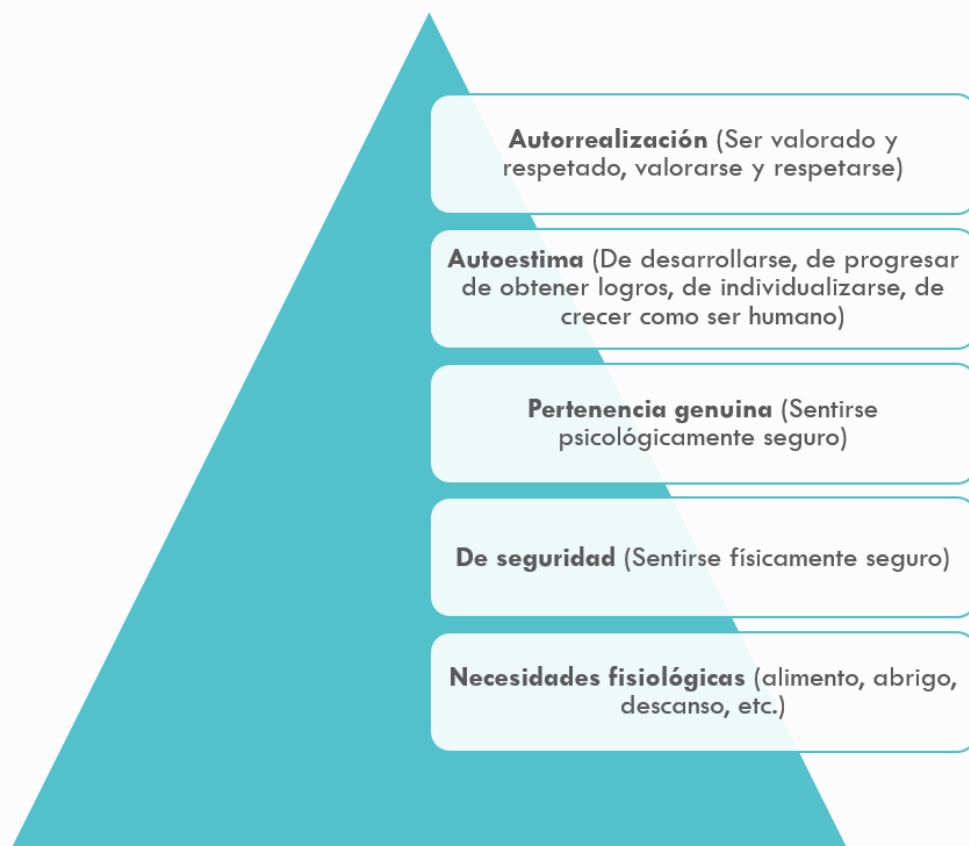 Autorrealización (Ser valorado y
respetado, valorarse y respetarse)
Autoestima (De desarrollarse, de progresar
de obtener logros, de individualizarse, de
crecer como ser humano)
Pertenencia genuina (Sentirse
psicológicamente seguro)
De seguridad (Sentirse físicamente seguro)
Necesidades fisiológicas (alimento, abrigo,
descanso, etc.)